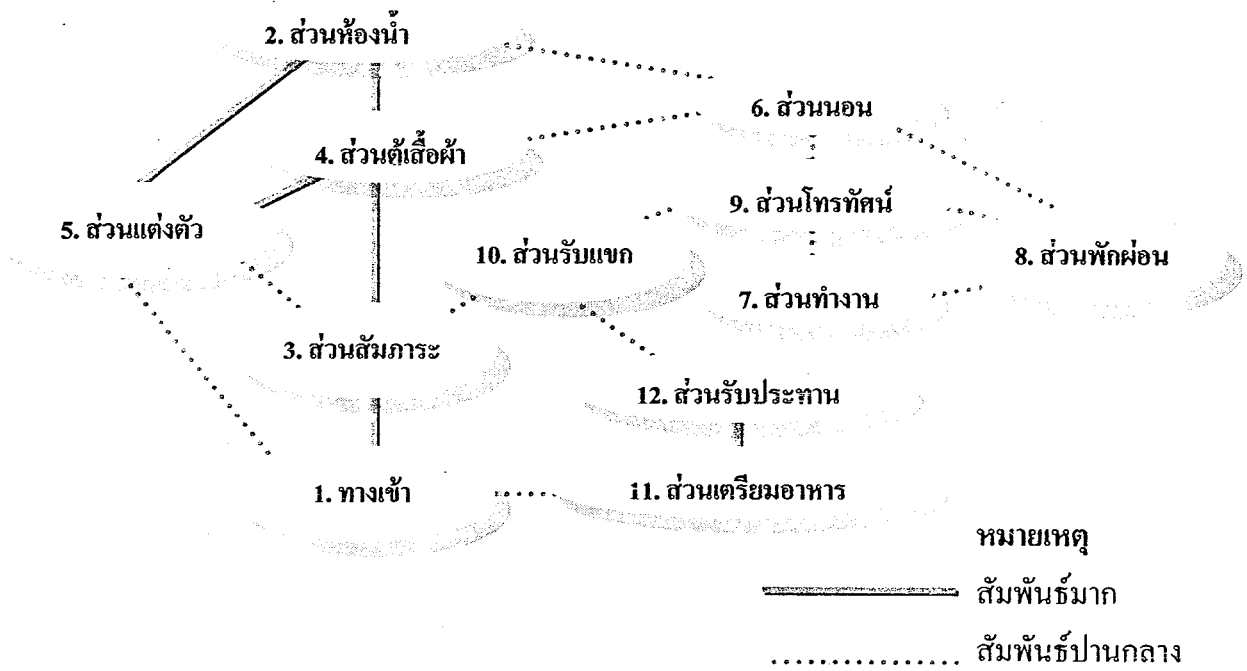 2. ส่วนห้องน้ำ
6. ส่วนนอน
4. ส่วนตู้เสื้อผ้า
9. ส่วนโทรทัศน์
5. ส่วนแต่งตัว
10. ส่วนรับแขก
8. ส่วนพักผ่อน
7. ส่วนทำงาน
3. ส่วนสัมภาระ
12. ส่วนรับประทาน
1. ทางเข้า
11. ส่วนเตรียมอาหาร
หมายเหตุ
สัมพันธ์มาก
สัมพันธ์ปานกลาง